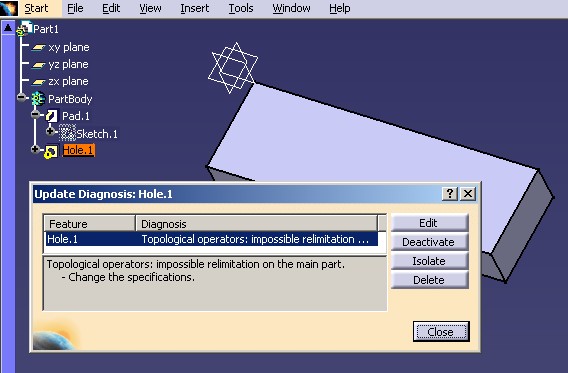 Start File Edit View Insert Tools Window Help
Part1
xy plane
yz plane
zx plane
PartBody
Pad.1
Sketch.1
Hole.1
Update Diagnosis: Hole.1
Feature Diagnosis
Hole.1 Topological operators: impossible relimitation ...
Topological operators: impossible relimitation on the main part.
- Change the specifications.
Edit
Deactivate
Isolate
Delete
Close